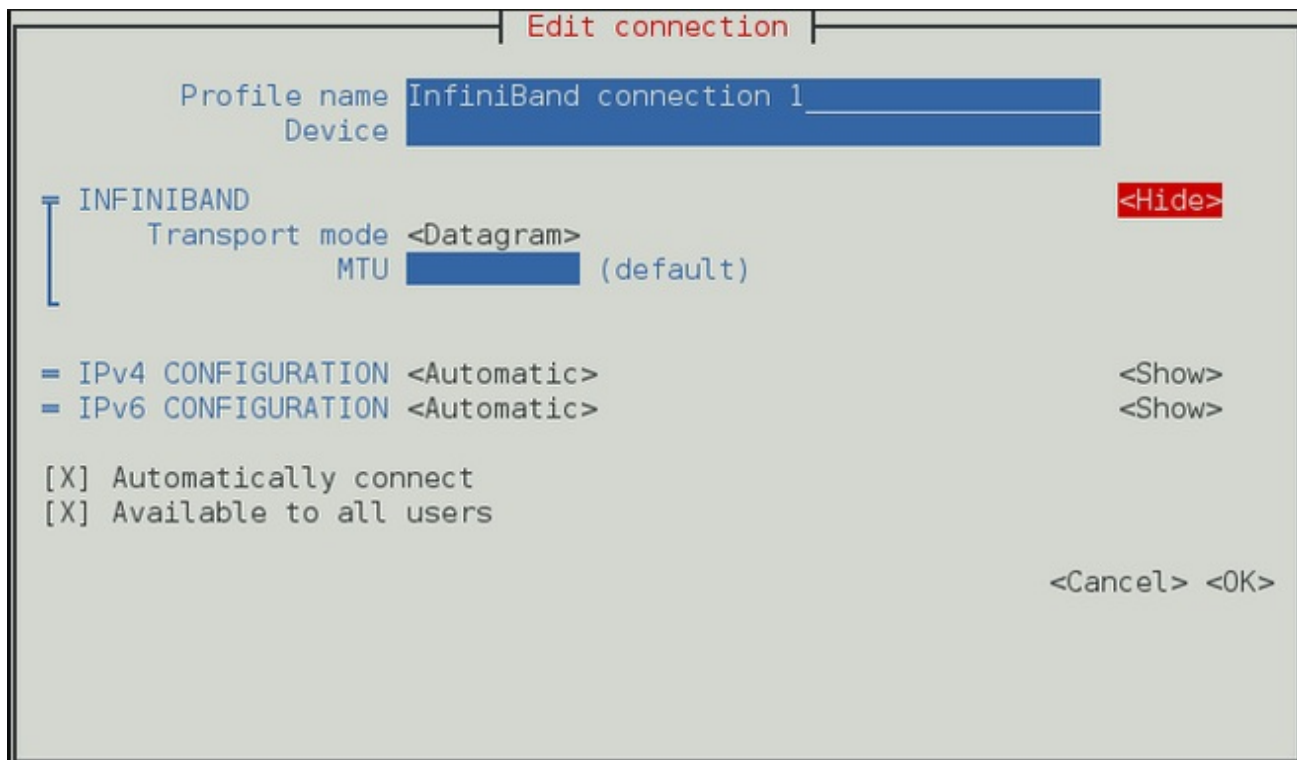 Edit connection
Profile name InfiniBand connection 1
Device
INFINIBAND <Hide>
Transport mode <Datagram>
MTU (default)
IPv4 CONFIGURATION <Automatic> <Show>
IPv6 CONFIGURATION <Automatic> <Show>
[X] Automatically connect
[X] Available to all users
<Cancel> <OK>